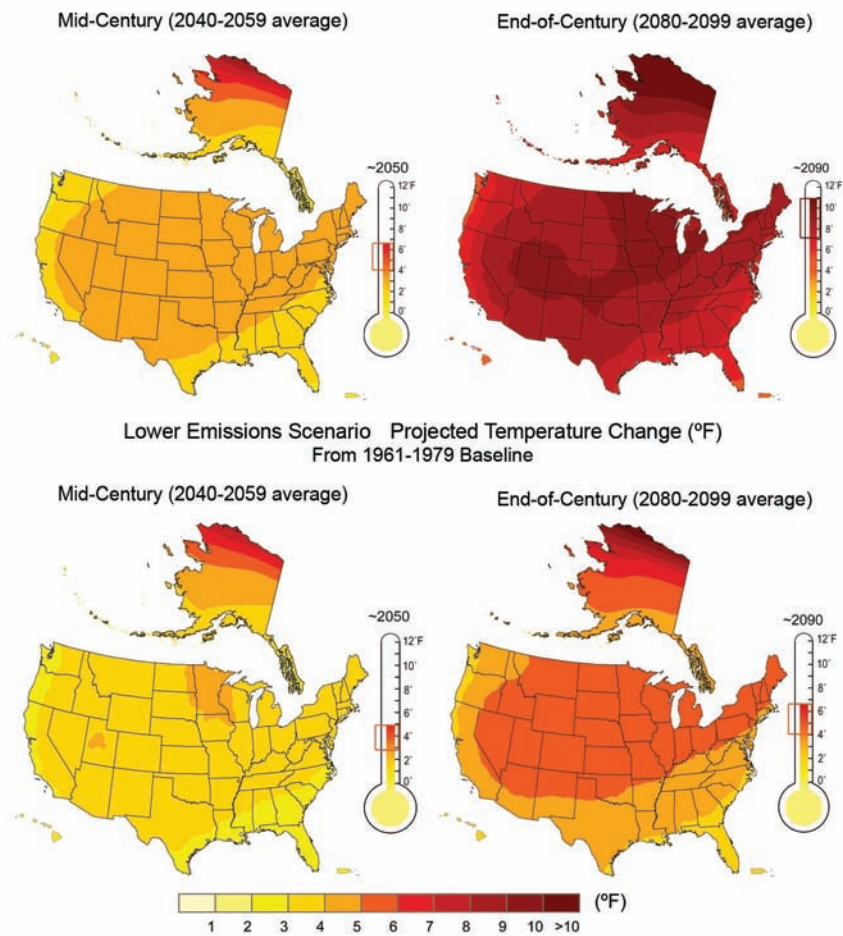 Mid-Century (2040-2059 average)
End-of-Century (2080-2099 average)
~2050
12˚F
10˚
8˚
6˚
4˚
2˚
0˚
~2090
12˚F
10˚
8˚
6˚
4˚
2˚
0˚
Lower Emissions Scenario Projected Temperature Change (ºF)
From 1961-1979 Baseline
Mid-Century (2040-2059 average)
End-of-Century (2080-2099 average)
~2050
12˚F
10˚
8˚
6˚
4˚
2˚
0˚
~2090
12˚F
10˚
8˚
6˚
4˚
2˚
0˚
(ºF)
1 2 3 4 5 6 7 8 9 10 >10